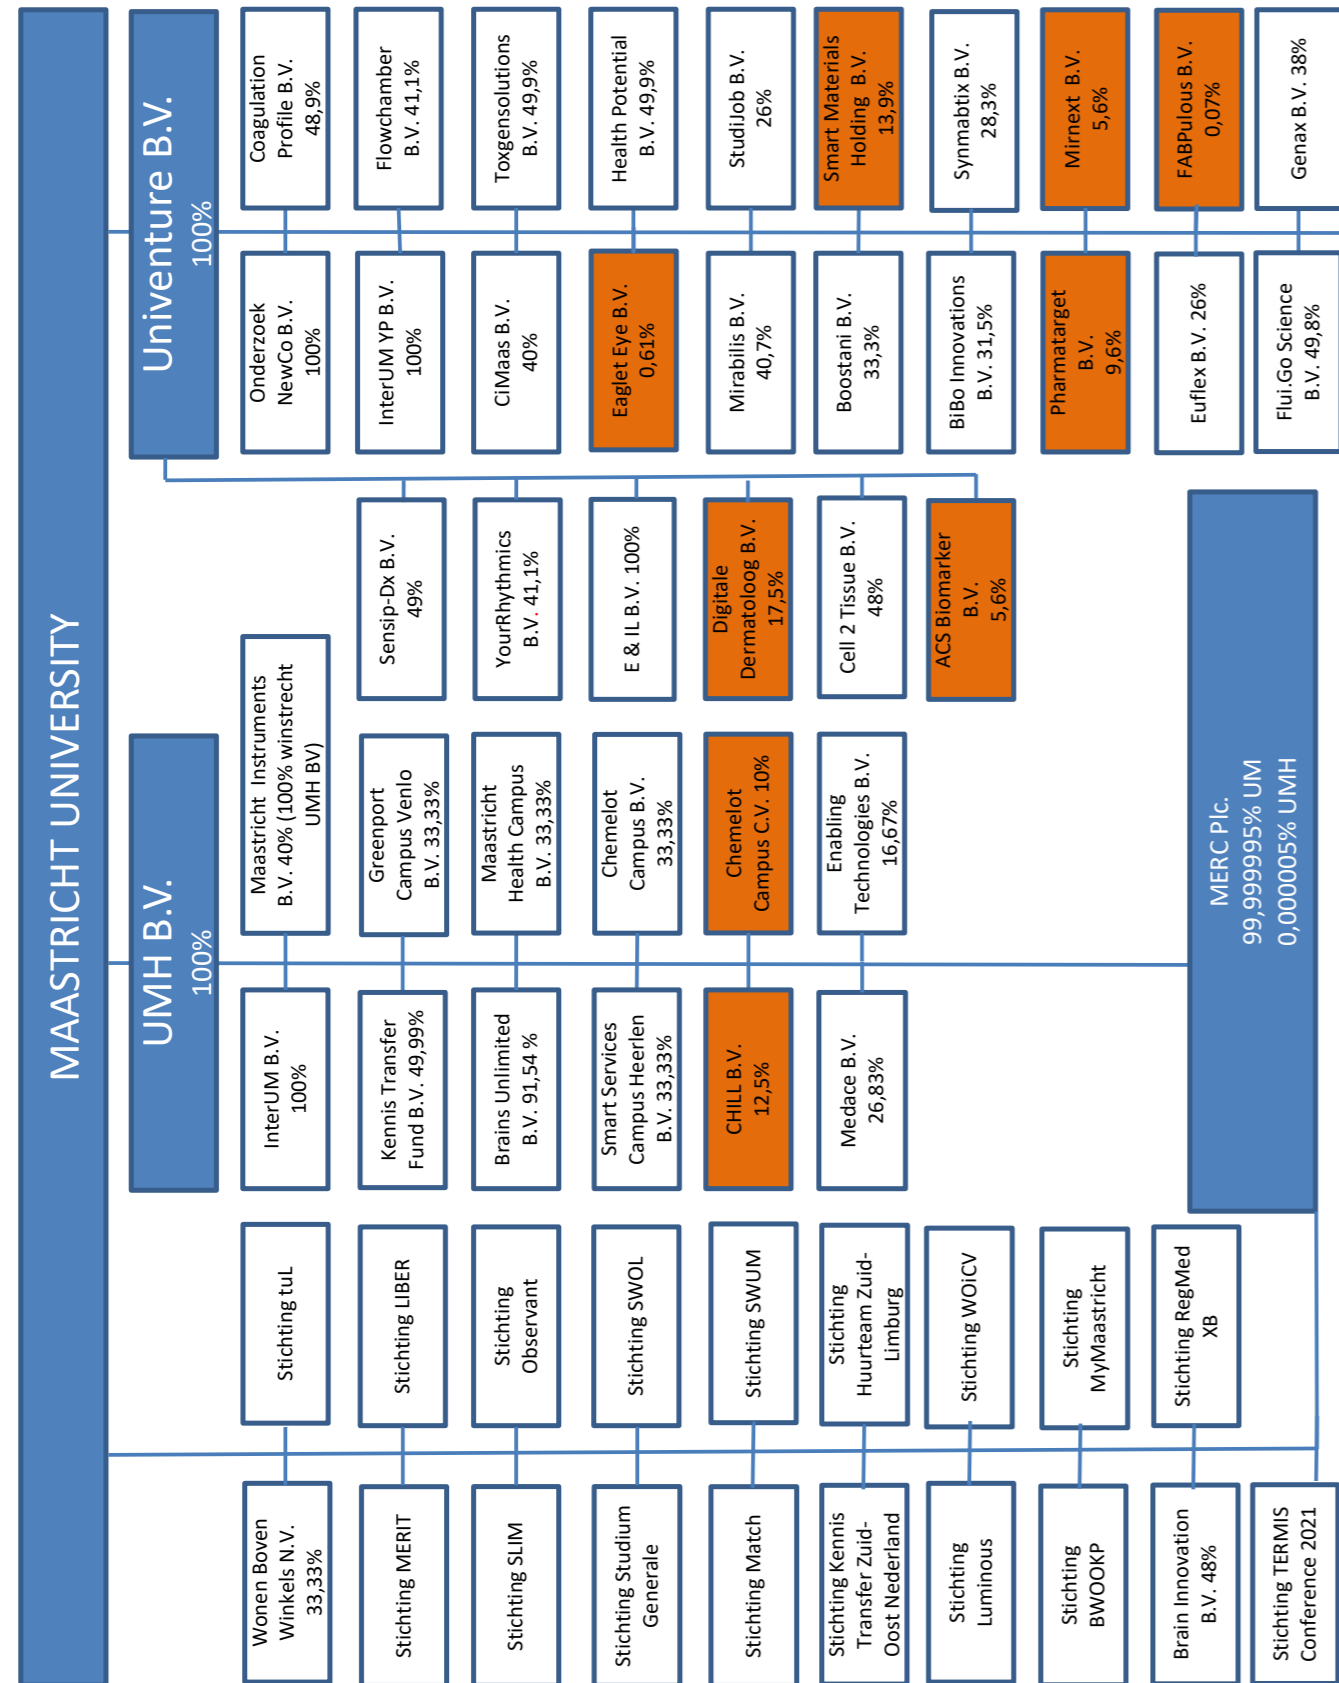 MAASTRICHT UNIVERSITY
UMH B.V.
100%
Univenture B.V.
100%
Wonen Boven
Winkels N.V.
33,33%
Stichting tuL
Stichting MERIT
Stichting LIBER
Stichting SLIM
Stichting
Observant
Stichting Studium
Generale
Stichting SWOL
Stichting Match
Stichting SWUM
Stichting Kennis
Transfer Zuid-
Oost Nederland
Stichting
Huurteam Zuid-
Limburg
Stichting
Luminous
Stichting WOiCV
Stichting
BWOOKP
Stichting
MyMaastricht
Brain Innovation
B.V. 48%
Stichting RegMed
XB
Stichting TERMIS
Conference 2021
InterUM B.V.
100%
Maastricht Instruments
B.V. 40% (100% winstrecht
UMH BV)
Kennis Transfer
Fund B.V. 49,99%
Greenport
Campus Venlo
B.V. 33,33%
Brains Unlimited
B.V. 91,54 %
Maastricht
Health Campus
B.V. 33,33%
Smart Services
Campus Heerlen
B.V. 33,33%
Chemelot
Campus B.V.
33,33%
CHILL B.V.
12,5%
Chemelot
Campus C.V. 10%
Medace B.V.
26,83%
Enabling
Technologies B.V.
16,67%
MERC Plc.
99,999995% UM
0,000005% UMH
Sensip-Dx B.V.
49%
YourRhythmics
B.V. 41,1%
E & IL B.V. 100%
Digitale
Dermatoloog B.V.
17,5%
Cell 2 Tissue B.V.
48%
ACS Biomarker
B.V.
5,6%
Onderzoek
NewCo B.V.
100%
Coagulation
Profile B.V.
48,9%
InterUM YP B.V.
100%
Flowchamber
B.V. 41,1%
CiMaas B.V.
40%
Toxgensolutions
B.V. 49,9%
Eaglet Eye B.V.
0,61%
Health Potential
B.V. 49,9%
Mirabilis B.V.
40,7%
StudiJob B.V.
26%
Boostani B.V.
33,3%
Smart Materials
Holding B.V.
13,9%
BiBo Innovations
B.V. 31,5%
Synnabtix B.V.
28,3%
Pharmatarget
B.V.
9,6%
Mirnext B.V.
5,6%
Euflex B.V. 26%
FABPulous B.V.
0,07%
Flui.Go Science
B.V. 49,8%
Genax B.V. 38%